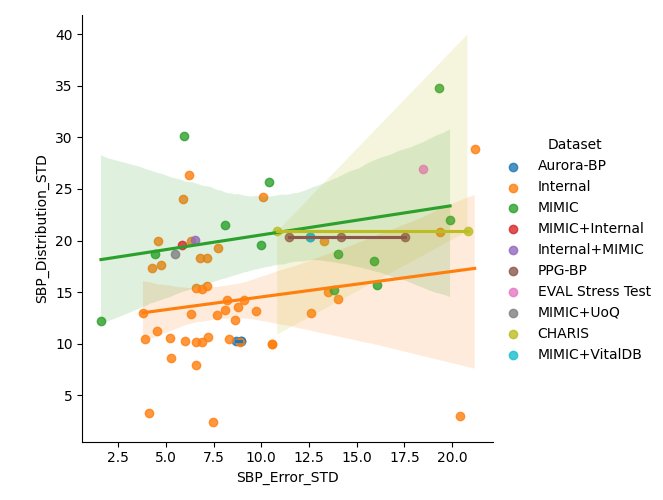 40
35
30
25
20
15
10
5
SBP_Distribution_STD
2.5 5.0 7.5 10.0 12.5 15.0 17.5 20.0
SBP_Error_STD
Dataset
Aurora-BP
Internal
MIMIC
MIMIC+Internal
Internal+MIMIC
PPG-BP
EVAL Stress Test
MIMIC+UoQ
CHARIS
MIMIC+VitalDB